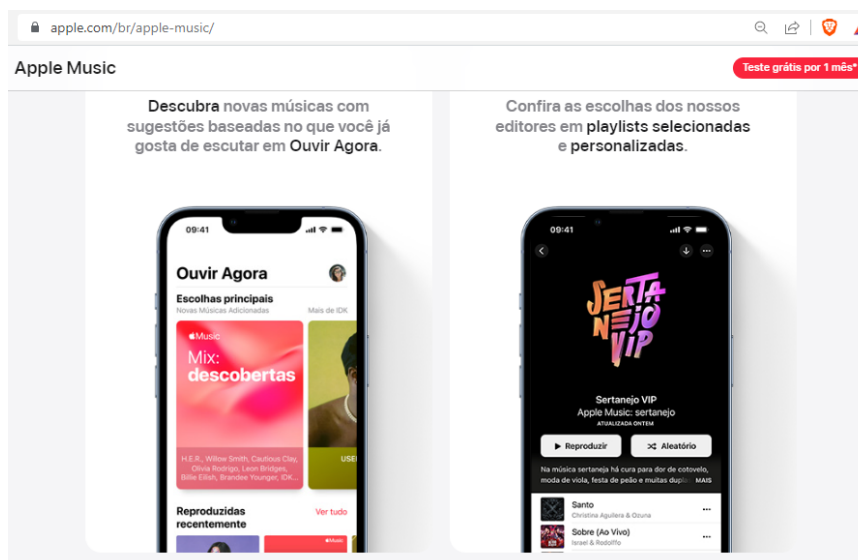 apple.com/br/apple-music/
Apple Music
Teste grátis por 1 mês*
Descubra novas músicas com
sugestões baseadas no que você já
gosta de escutar em Ouvir Agora.
09:41
Ouvir Agora
Escolhas principais
Novas Músicas Adicionadas
Mais de IDK
Music
Mix:
descobertas
H.E.R., Willow Smith, Cautious Clay,
Olivia Rodrigo, Leon Bridges,
Billie Eilish, Brandee Younger, IDK...
USE
Reproduzidas
recentemente
Ver tudo
Music
Confira as escolhas dos nossos
editores em playlists selecionadas
e personalizadas.
09:41
SERTA
NEJO
VIP
Sertanejo VIP
Apple Music: sertanejo
ATUALIZADA ONTEM
Reproduzir
Aleatório
Na música sertaneja há cura para dor de cotovelo,
moda de viola, festa de peão e muitas dupla MAIS
Santo
Christina Aguilera & Ozuna
Sobre (Ao Vivo)
Israel & Rodolffo